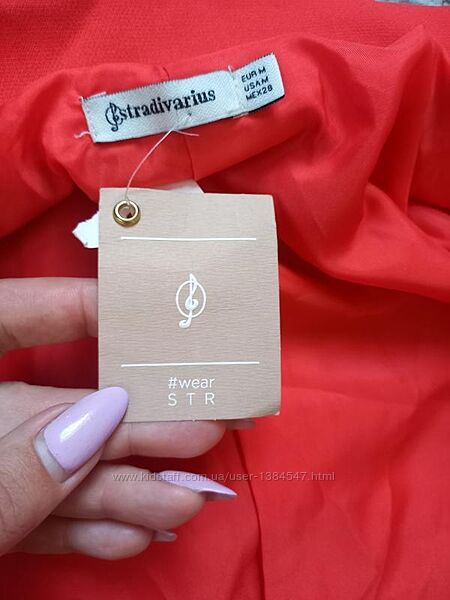 stradivarius
EUR M
USA M
MEX 28
#wear
STR
www.kidstaff.com.ua/user-1384547.html